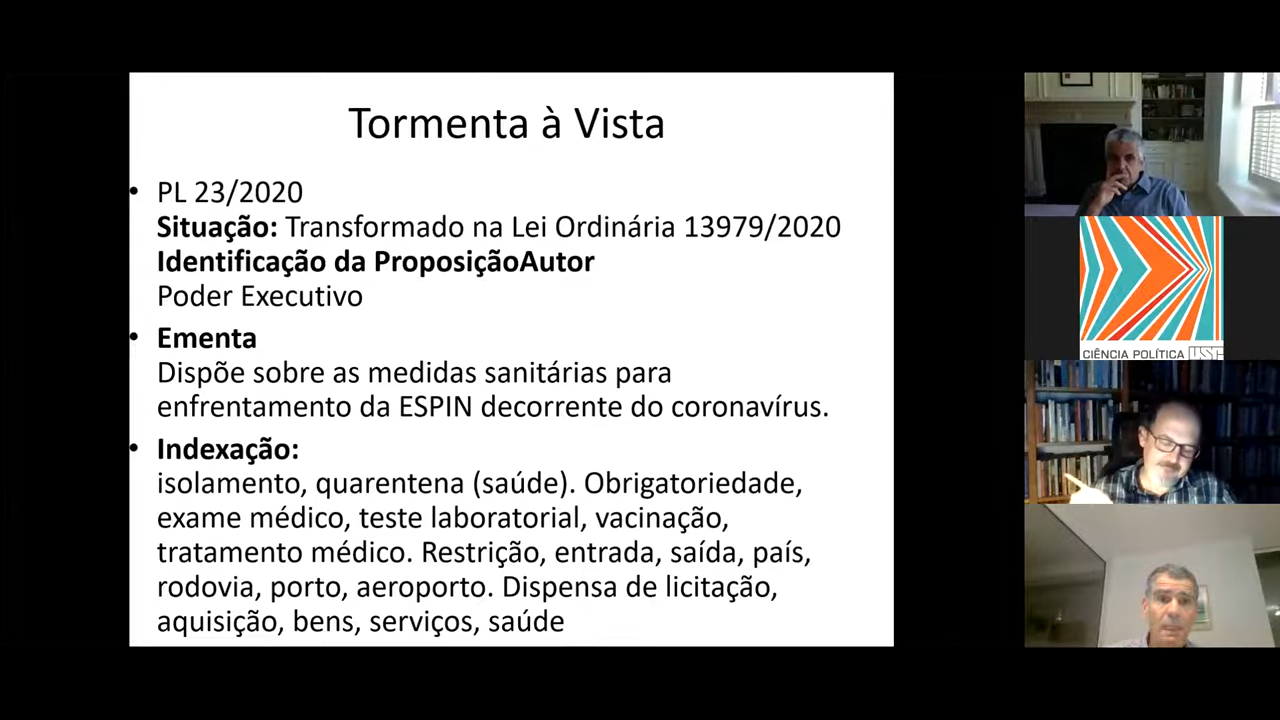 Tormenta à Vista
• PL 23/2020
Situação: Transformado na Lei Ordinária 13979/2020
Identificação da ProposiçãoAutor
Poder Executivo
• Ementa
Dispõe sobre as medidas sanitárias para
enfrentamento da ESPIN decorrente do coronavírus.
• Indexação:
isolamento, quarentena (saúde). Obrigatoriedade,
exame médico, teste laboratorial, vacinação,
tratamento médico. Restrição, entrada, saída, país,
rodovia, porto, aeroporto. Dispensa de licitação,
aquisição, bens, serviços, saúde
CIÊNCIA POLÍTICA USP